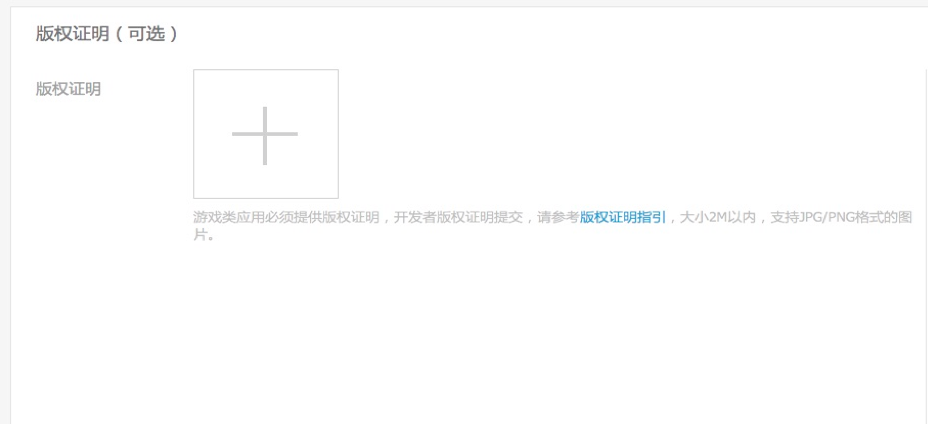 版权证明（可选）
版权证明
游戏类应用必须提供版权证明，开发者版权证明提交，请参考版权证明指引，大小2M以内，支持JPG/PNG格式的图
片。